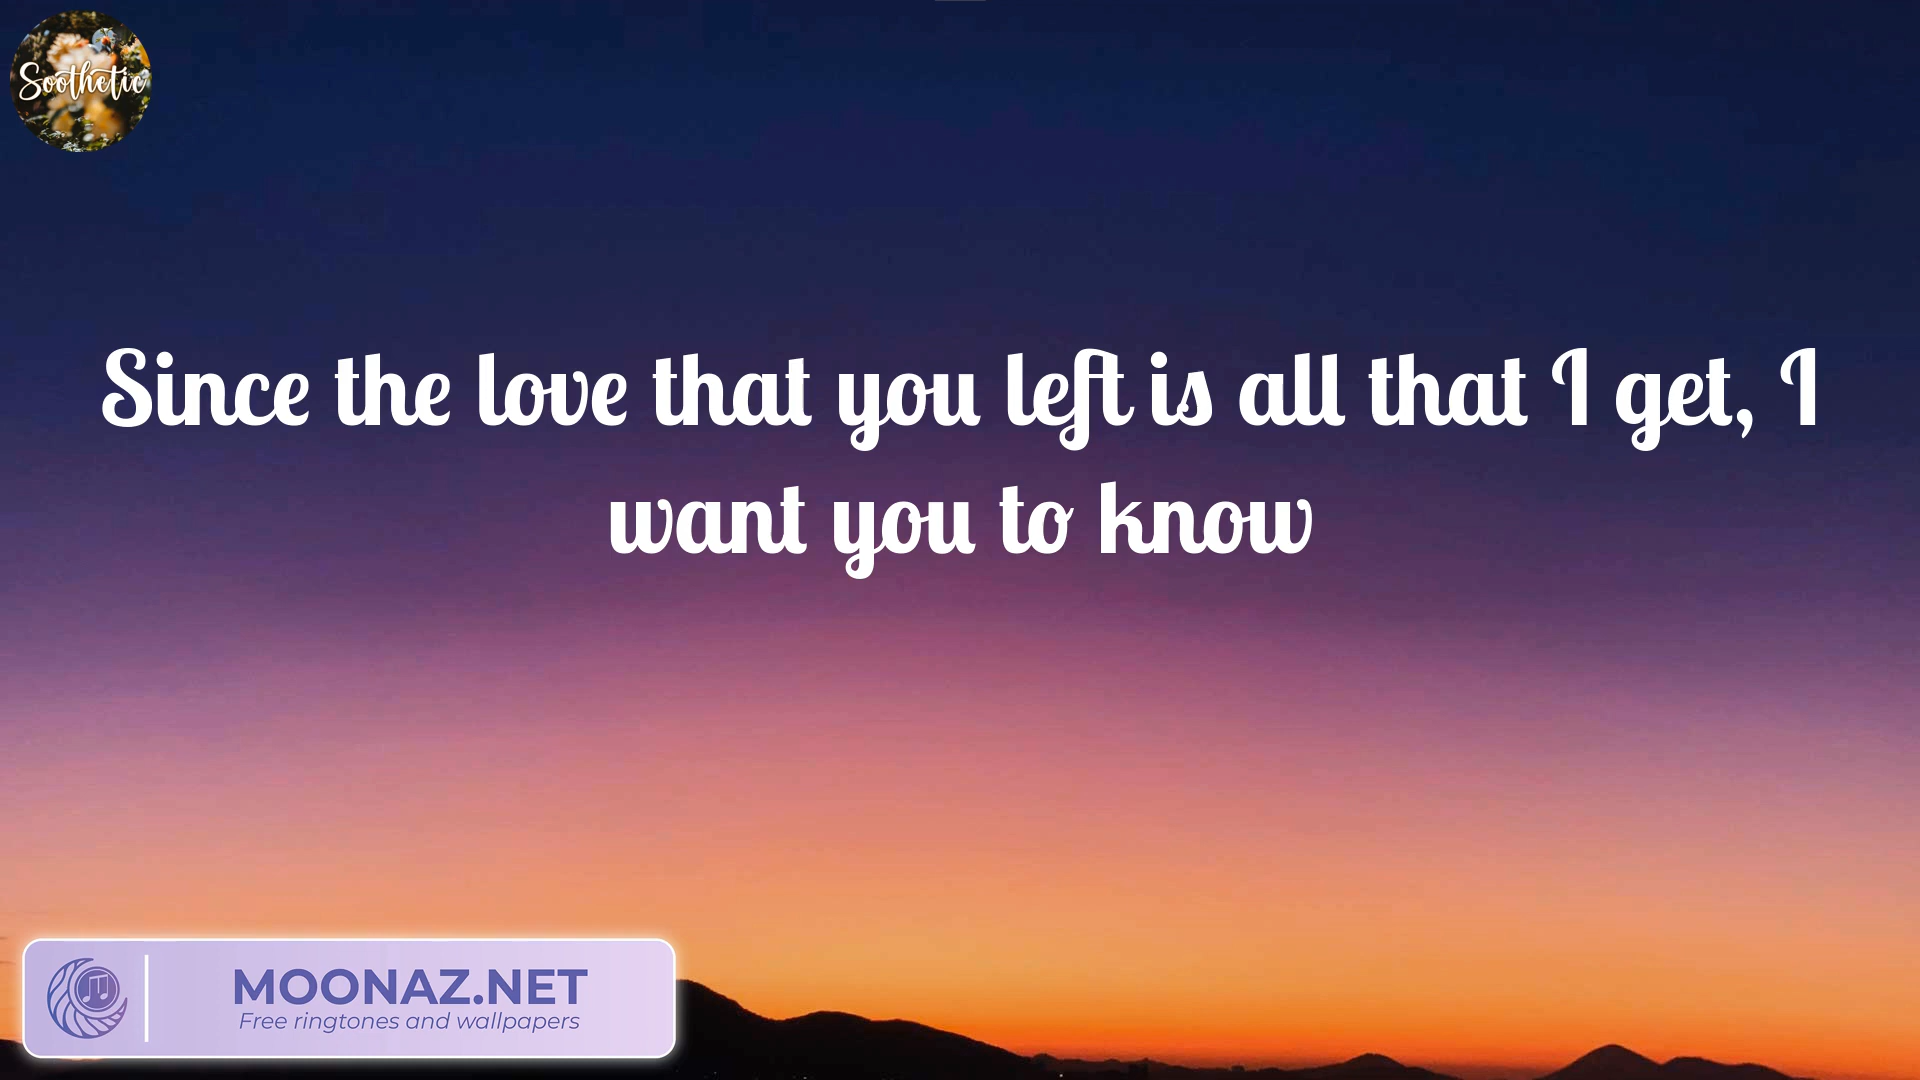 Soothetic
Since the love that you left is all that I get, I
want you to know
MOONAZ.NET
Free ringtones and wallpapers